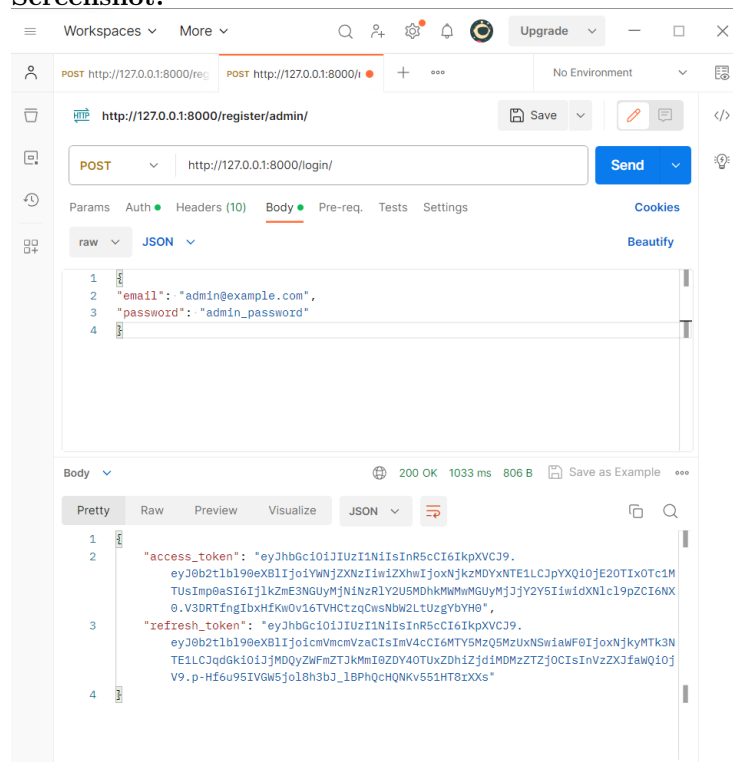 Screenshot:
Workspaces More Upgrade
POST http://127.0.0.1:8000/reg POST http://127.0.0.1:8000/r No Environment
HTTP http://127.0.0.1:8000/register/admin/ Save
POST http://127.0.0.1:8000/login/ Send
Params Auth Headers (10) Body Pre-req. Tests Settings Cookies
raw JSON Beautify
1 {
2 "email": "admin@example.com",
3 "password": "admin_password"
4 }
Body 200 OK 1033 ms 806 B Save as Example
Pretty Raw Preview Visualize JSON
1 {
2 "access_token": "eyJhbGciOiJIUzI1NiIsInR5cCI6IkpXVCJ9.
eyJ0b2tlbl90eXBlIjoiYWNjZXNzIiwiZXhwIjoxNjkzMDYxNTE1LCJpYXQiOjE2OTIxOTc1M
TUsImp0aSI6IjlkZmE3NGUyMjNiNzRlY2U5MDhkMWMwMGUyMjJjY2Y5IiwidXNlcl9pZCI6NX
0.V3DRTfngIbxHfKwOv16TVHCtzqCwsNbW2LtUzgYbYH0",
3 "refresh_token": "eyJhbGciOiJIUzI1NiIsInR5cCI6IkpXVCJ9.
eyJ0b2tlbl90eXBlIjoicmVmcmVzaCIsImV4cCI6MTY5MzQ5MzUxNSwiaWF0IjoxNjkyMTk3N
TE1LCJqdGkiOiJjMDQyZWFmZTJkMmI0ZDY4OTUxZDhiZjdiMDMzZTZjOCIsInVzZXJfaWQiOj
V9.p-Hf6u95IVGW5jol8h3bJ_lBPhQcHQNKv551HT8rXXs"
4 }